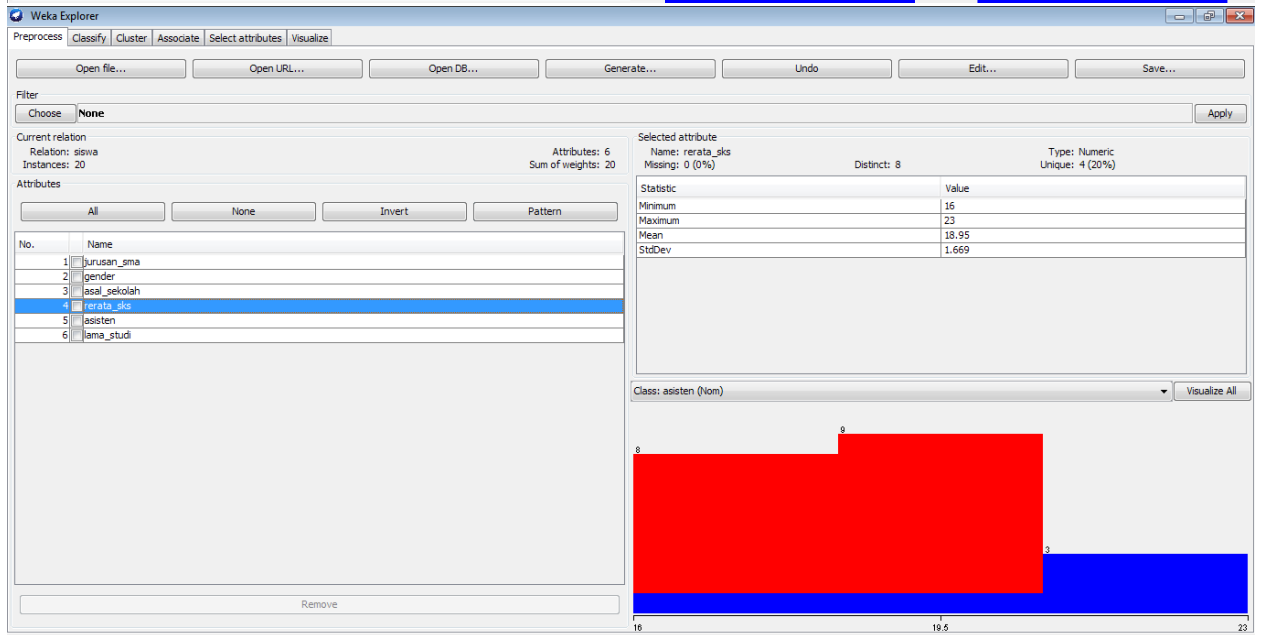 Weka Explorer
Preprocess Classify Cluster Associate Select attributes Visualize
Open file... Open URL... Open DB... Generate... Undo Edit... Save...
Filter
Choose None Apply
Current relation
Relation: siswa Attributes: 6
Instances: 20 Sum of weights: 20
Attributes
All None Invert Pattern
No. Name
1 jurusan_sma
2 gender
3 asal_sekolah
4 rerata_sks
5 asisten
6 lama_studi
Remove
Selected attribute
Name: rerata_sks Type: Numeric
Missing: 0 (0%) Distinct: 8 Unique: 4 (20%)
Statistic Value
Minimum 16
Maximum 23
Mean 18.95
StdDev 1.669
Class: asisten (Nom) Visualize All
9
8
3
16 19.5 23